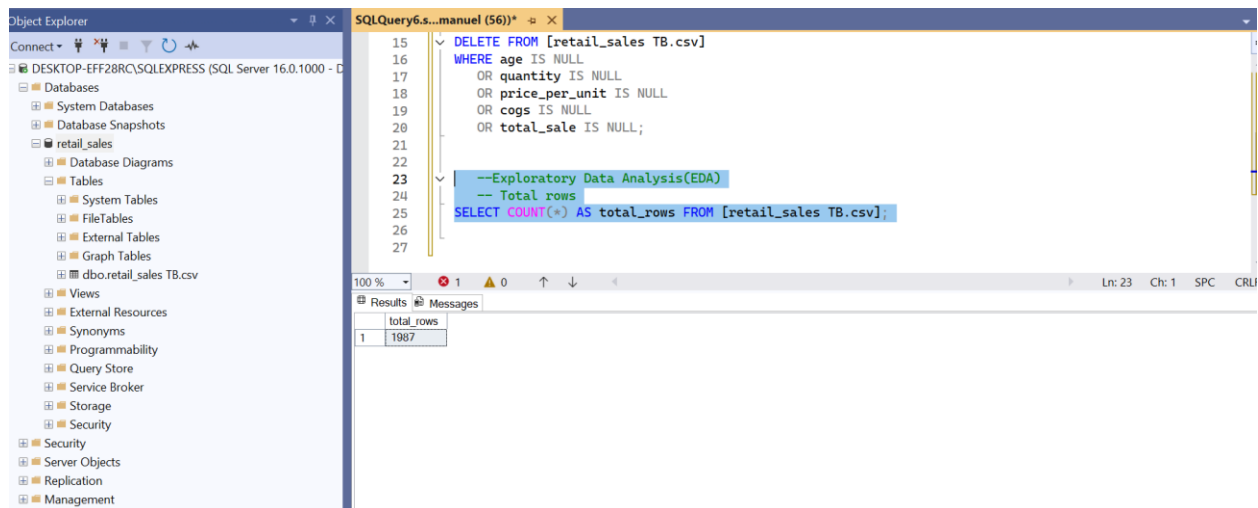 Object Explorer
Connect
DESKTOP-EFF28RC\SQLEXPRESS (SQL Server 16.0.1000 - D
Databases
System Databases
Database Snapshots
retail_sales
Database Diagrams
Tables
System Tables
FileTables
External Tables
Graph Tables
dbo.retail_sales TB.csv
Views
External Resources
Synonyms
Programmability
Query Store
Service Broker
Storage
Security
Security
Server Objects
Replication
Management
SQLQuery6.s...manuel (56))*
15 DELETE FROM [retail_sales TB.csv]
16 WHERE age IS NULL
17 OR quantity IS NULL
18 OR price_per_unit IS NULL
19 OR cogs IS NULL
20 OR total_sale IS NULL;
21
22
23 --Exploratory Data Analysis(EDA)
24 -- Total rows
25 SELECT COUNT(*) AS total_rows FROM [retail_sales TB.csv];
26
27
100 % 1 0 Ln: 23 Ch: 1 SPC CRLF
Results Messages
total_rows
1 1987